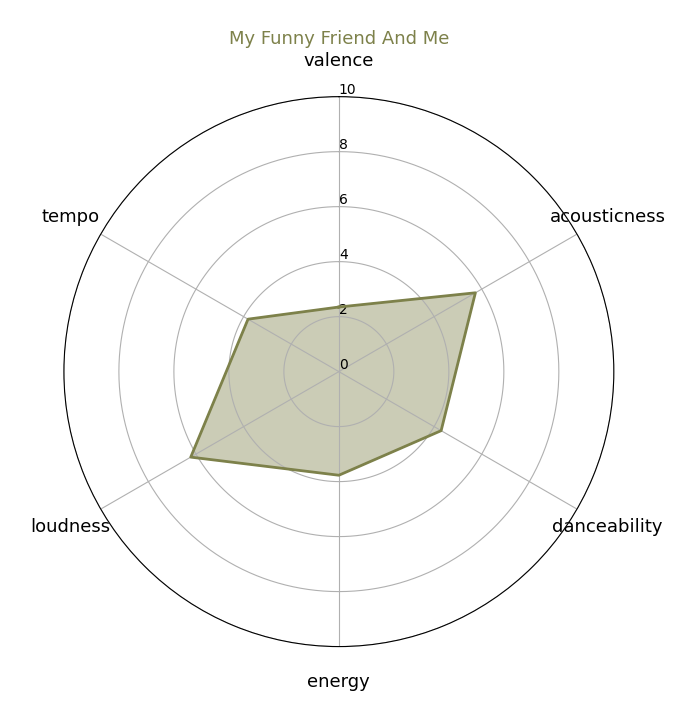 My Funny Friend And Me
valence
10
8
tempo
acousticness
6
4
2
0
loudness
danceability
energy